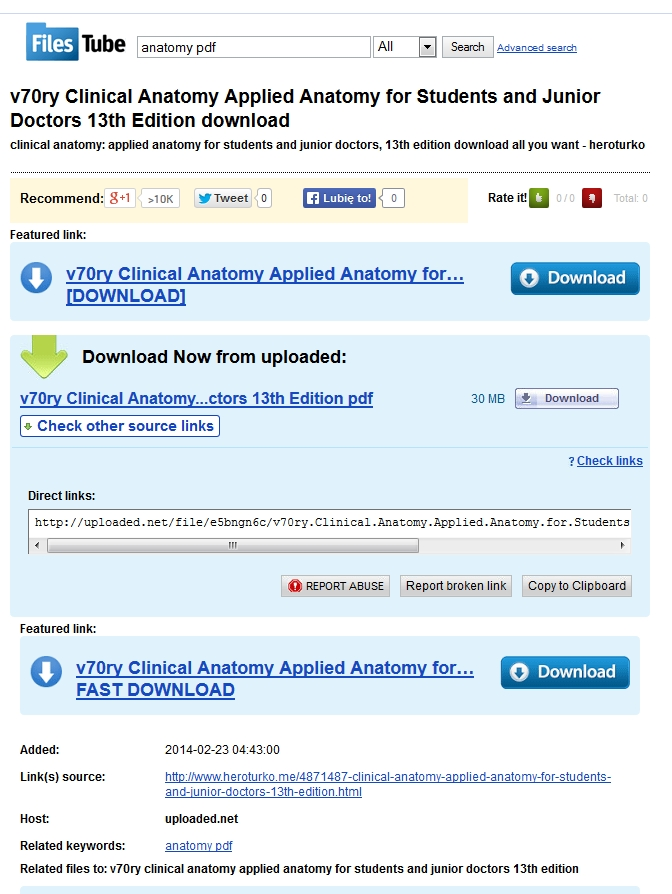 Files Tube
anatomy pdf
All
Search
Advanced search
v70ry Clinical Anatomy Applied Anatomy for Students and Junior
Doctors 13th Edition download
clinical anatomy: applied anatomy for students and junior doctors, 13th edition download all you want - heroturko
Recommend: g+1 >10K Tweet 0 f Lubię to! 0 Rate it! 0 / 0 Total: 0
Featured link:
v70ry Clinical Anatomy Applied Anatomy for...
[DOWNLOAD]
Download
Download Now from uploaded:
v70ry Clinical Anatomy...ctors 13th Edition pdf 30 MB Download
Check other source links
? Check links
Direct links:
http://uploaded.net/file/e5bngn6c/v70ry.Clinical.Anatomy.Applied.Anatomy.for.Students
REPORT ABUSE Report broken link Copy to Clipboard
Featured link:
v70ry Clinical Anatomy Applied Anatomy for...
FAST DOWNLOAD
Download
Added: 2014-02-23 04:43:00
Link(s) source: http://www.heroturko.me/4871487-clinical-anatomy-applied-anatomy-for-students-
and-junior-doctors-13th-edition.html
Host: uploaded.net
Related keywords: anatomy pdf
Related files to: v70ry clinical anatomy applied anatomy for students and junior doctors 13th edition